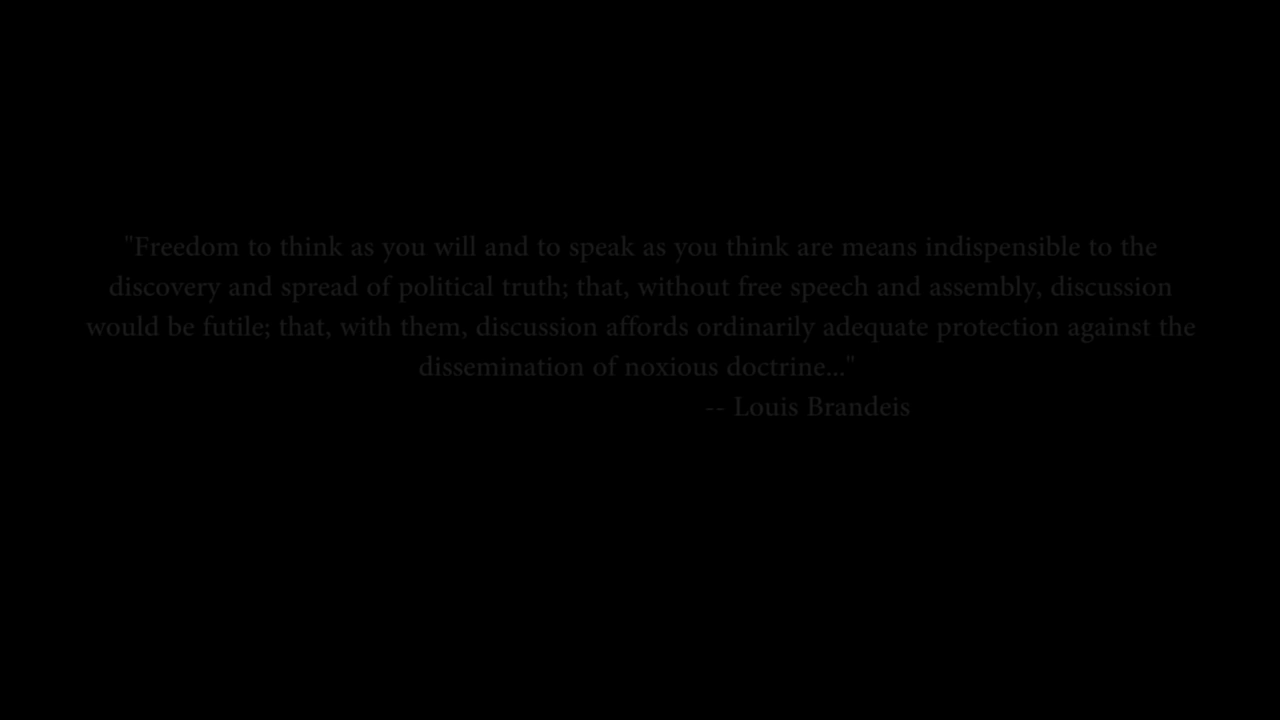 "Freedom to think as you will and to speak as you think are means indispensible to the
discovery and spread of political truth; that, without free speech and assembly, discussion
would be futile; that, with them, discussion affords ordinarily adequate protection against the
dissemination of noxious doctrine..."
-- Louis Brandeis